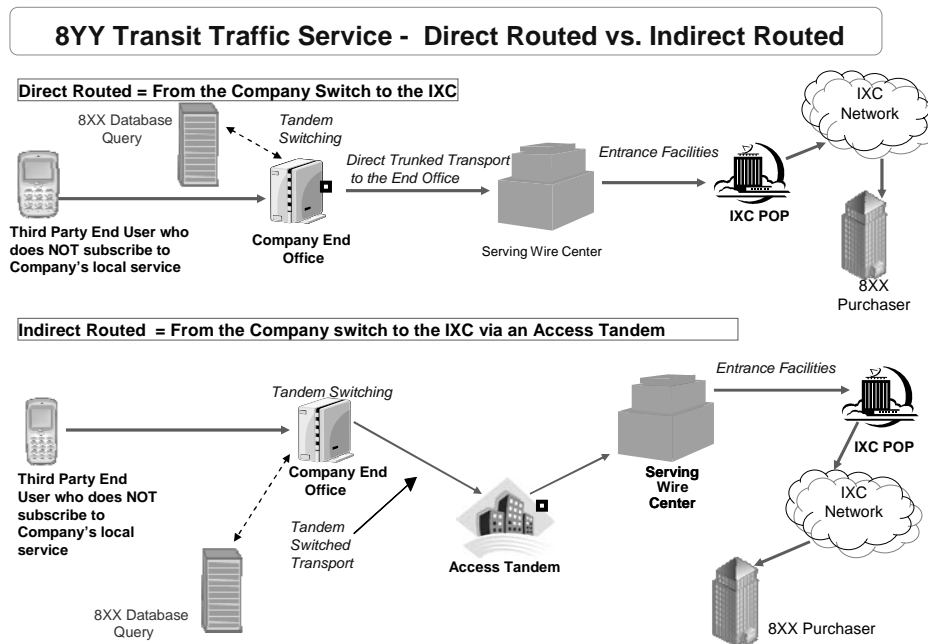 8YY Transit Traffic Service -  Direct Routed vs. Indirect Routed
Direct Routed = From the Company Switch to the IXC
8XX Database
Query
Tandem
Switching
Direct Trunked Transport
to the End Office
Entrance Facilities
IXC
Network
IXC POP
Third Party End User who
does NOT subscribe to
Company's local service
Company End
Office
Serving Wire Center
8XX
Purchaser
Indirect Routed  = From the Company switch to the IXC via an Access Tandem
Entrance Facilities
Tandem Switching
IXC POP
Company End
Office
Serving
Wire
Center
Third Party End
User who does NOT
subscribe to
Company's local
service
IXC
Network
Tandem
Switched
Transport
Access Tandem
8XX Database
Query
8XX Purchaser